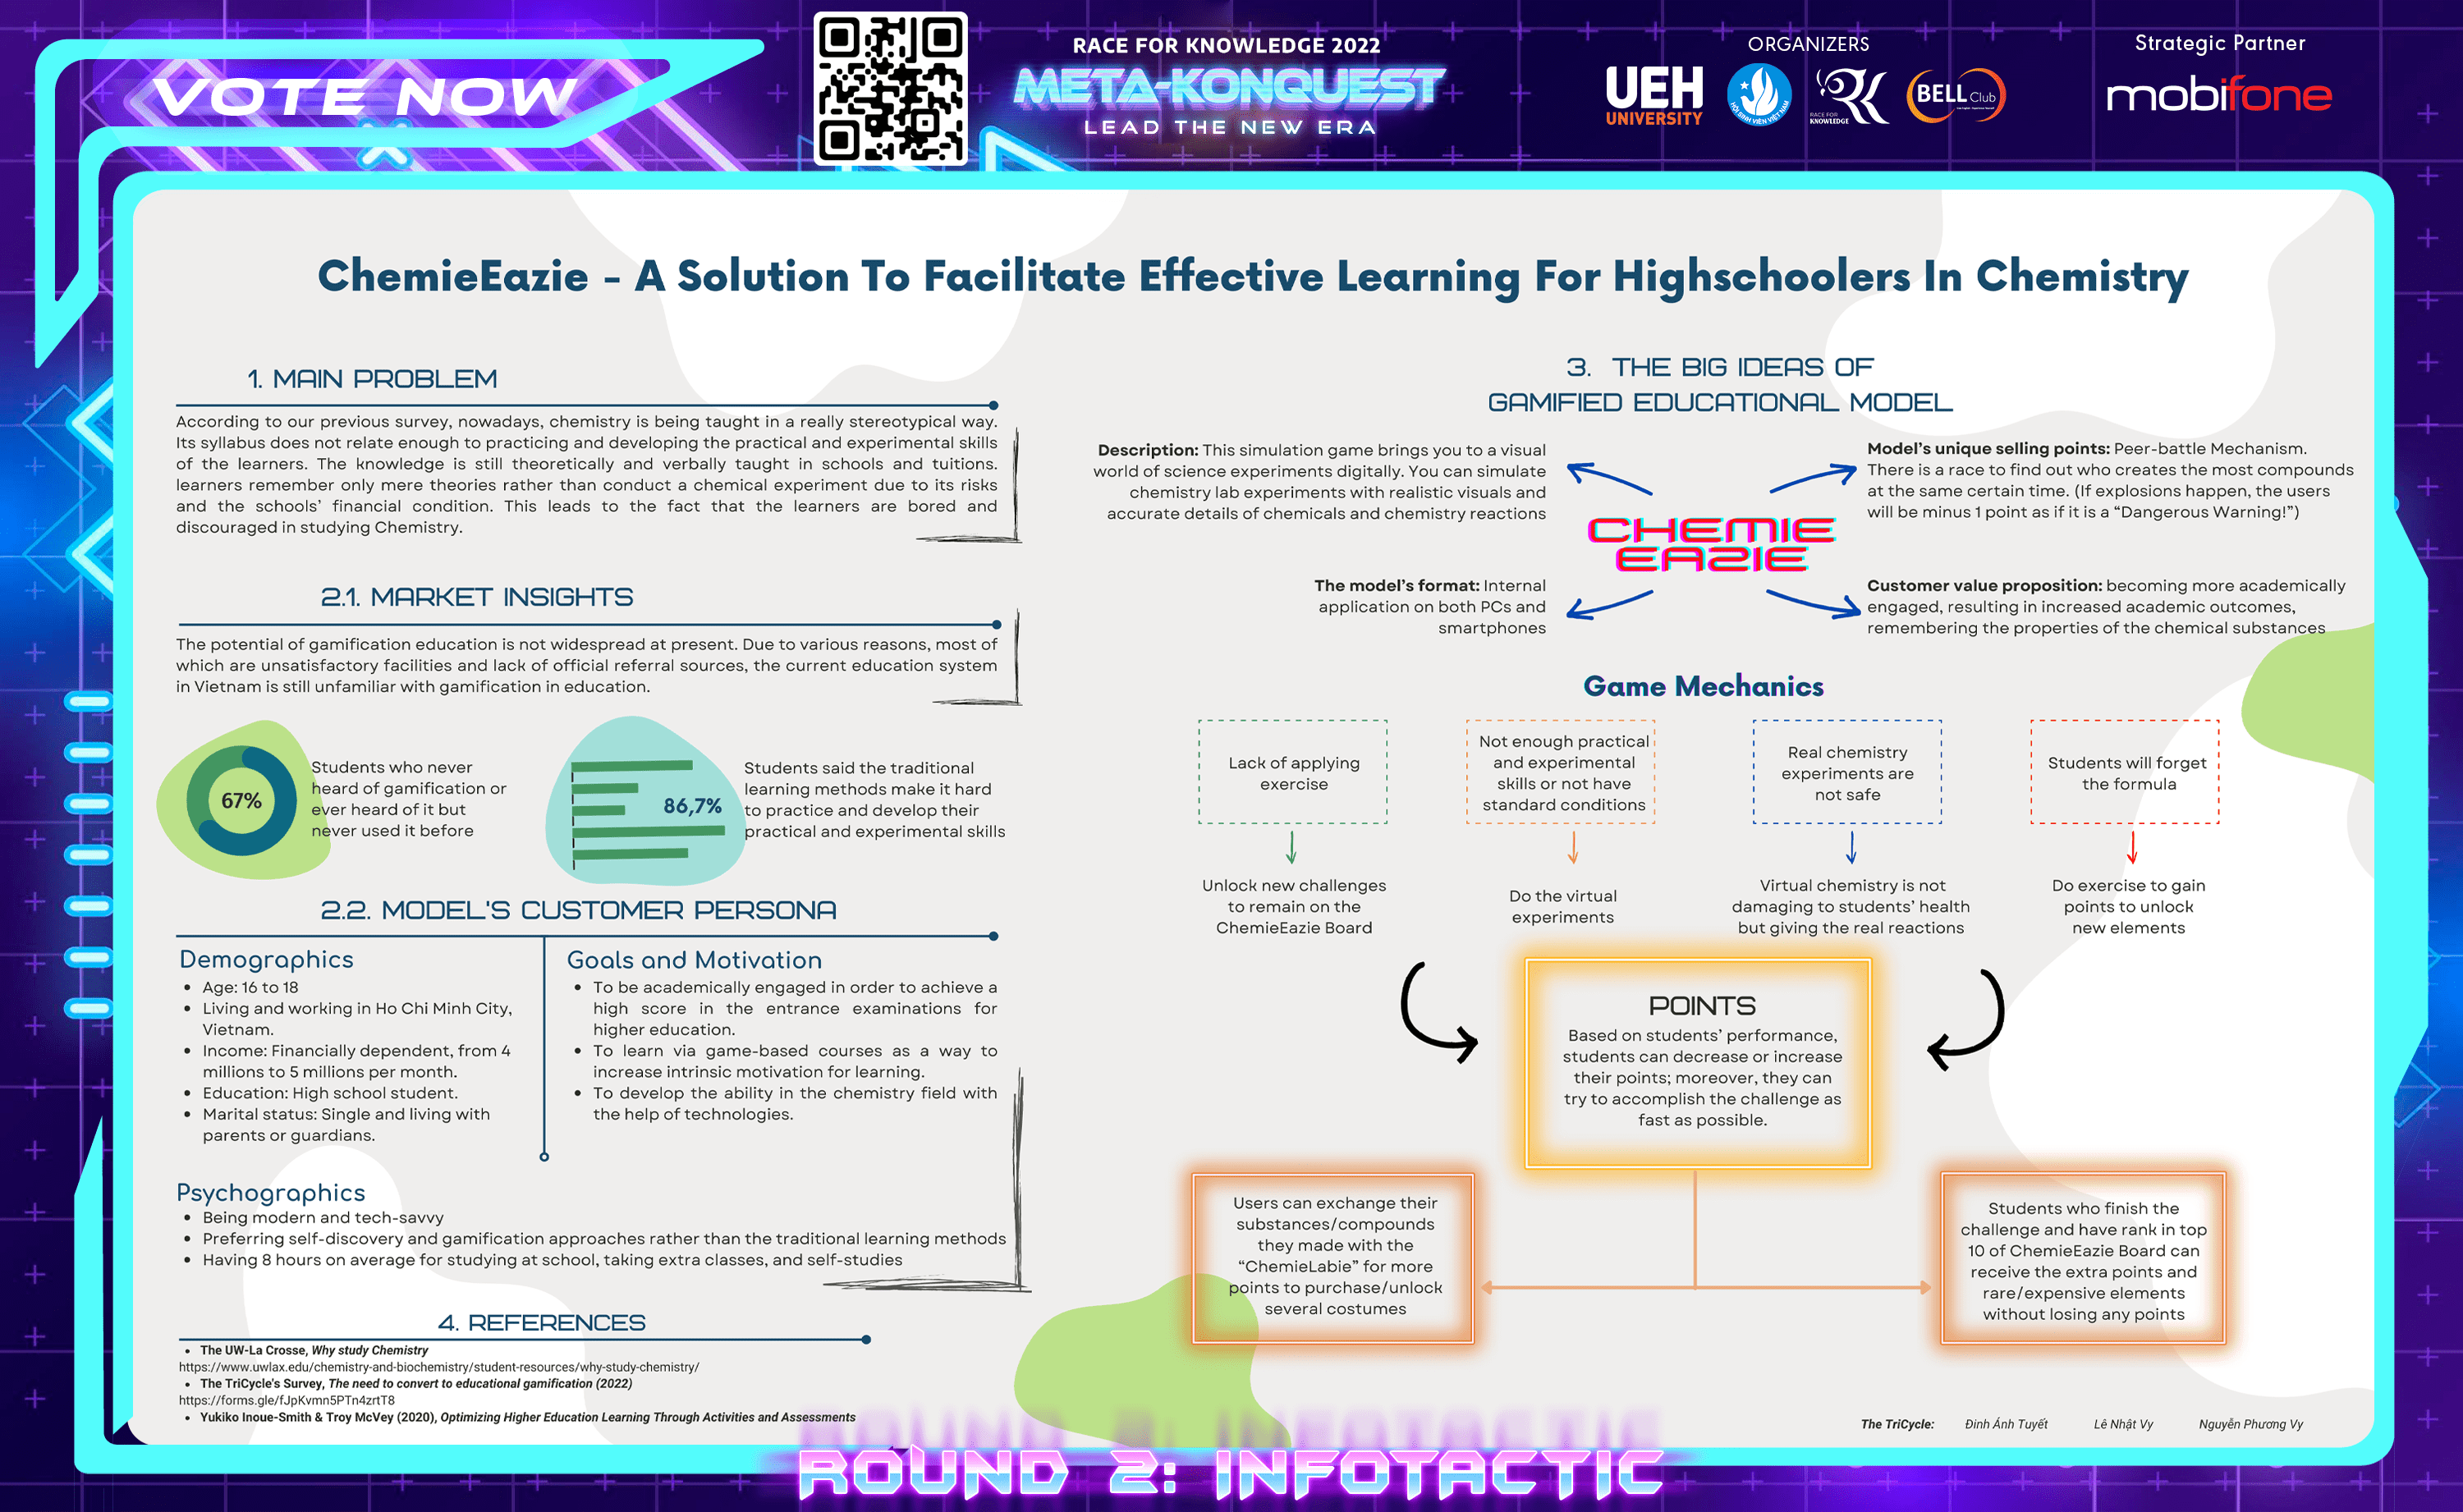 VOTE NOW
RACE FOR KNOWLEDGE 2022
META-KONQUEST
LEAD THE NEW ERA
ORGANIZERS
UEH
UNIVERSITY
HỘI SINH VIÊN VIỆT NAM
RK
RACE FOR
KNOWLEDGE
BELL Club
Strategic Partner
mobifone
ChemieEazie - A Solution To Facilitate Effective Learning For Highschoolers In Chemistry
1. MAIN PROBLEM
According to our previous survey, nowadays, chemistry is being taught in a really stereotypical way.
Its syllabus does not relate enough to practicing and developing the practical and experimental skills
of the learners. The knowledge is still theoretically and verbally taught in schools and tuitions.
learners remember only mere theories rather than conduct a chemical experiment due to its risks
and the schools' financial condition. This leads to the fact that the learners are bored and
discouraged in studying Chemistry.
2.1. MARKET INSIGHTS
The potential of gamification education is not widespread at present. Due to various reasons, most of
which are unsatisfactory facilities and lack of official referral sources, the current education system
in Vietnam is still unfamiliar with gamification in education.
67%
Students who never
heard of gamification or
ever heard of it but
never used it before
86,7%
Students said the traditional
learning methods make it hard
to practice and develop their
practical and experimental skills
2.2. MODEL'S CUSTOMER PERSONA
Demographics
• Age: 16 to 18
• Living and working in Ho Chi Minh City,
Vietnam.
• Income: Financially dependent, from 4
millions to 5 millions per month.
• Education: High school student.
• Marital status: Single and living with
parents or guardians.
Goals and Motivation
• To be academically engaged in order to achieve a
high score in the entrance examinations for
higher education.
• To learn via game-based courses as a way to
increase intrinsic motivation for learning.
• To develop the ability in the chemistry field with
the help of technologies.
Psychographics
• Being modern and tech-savvy
• Preferring self-discovery and gamification approaches rather than the traditional learning methods
• Having 8 hours on average for studying at school, taking extra classes, and self-studies
4. REFERENCES
• The UW-La Crosse, Why study Chemistry
https://www.uwlax.edu/chemistry-and-biochemistry/student-resources/why-study-chemistry/
• The TriCycle's Survey, The need to convert to educational gamification (2022)
https://forms.gle/fJpKvmn5PTn4zrtT8
• Yukiko Inoue-Smith & Troy McVey (2020), Optimizing Higher Education Learning Through Activities and Assessments
3. THE BIG IDEAS OF
GAMIFIED EDUCATIONAL MODEL
Description: This simulation game brings you to a visual
world of science experiments digitally. You can simulate
chemistry lab experiments with realistic visuals and
accurate details of chemicals and chemistry reactions
Model's unique selling points: Peer-battle Mechanism.
There is a race to find out who creates the most compounds
at the same certain time. (If explosions happen, the users
will be minus 1 point as if it is a "Dangerous Warning!")
CHEMIE
EAZIE
The model's format: Internal
application on both PCs and
smartphones
Customer value proposition: becoming more academically
engaged, resulting in increased academic outcomes,
remembering the properties of the chemical substances
Game Mechanics
Lack of applying
exercise
Not enough practical
and experimental
skills or not have
standard conditions
Real chemistry
experiments are
not safe
Students will forget
the formula
Unlock new challenges
to remain on the
ChemieEazie Board
Do the virtual
experiments
Virtual chemistry is not
damaging to students' health
but giving the real reactions
Do exercise to gain
points to unlock
new elements
POINTS
Based on students' performance,
students can decrease or increase
their points; moreover, they can
try to accomplish the challenge as
fast as possible.
Users can exchange their
substances/compounds
they made with the
"ChemieLabie" for more
points to purchase/unlock
several costumes
Students who finish the
challenge and have rank in top
10 of ChemieEazie Board can
receive the extra points and
rare/expensive elements
without losing any points
The TriCycle: Đinh Ánh Tuyết Lê Nhật Vy Nguyễn Phương Vy
ROUND 2: INFOTACTIC